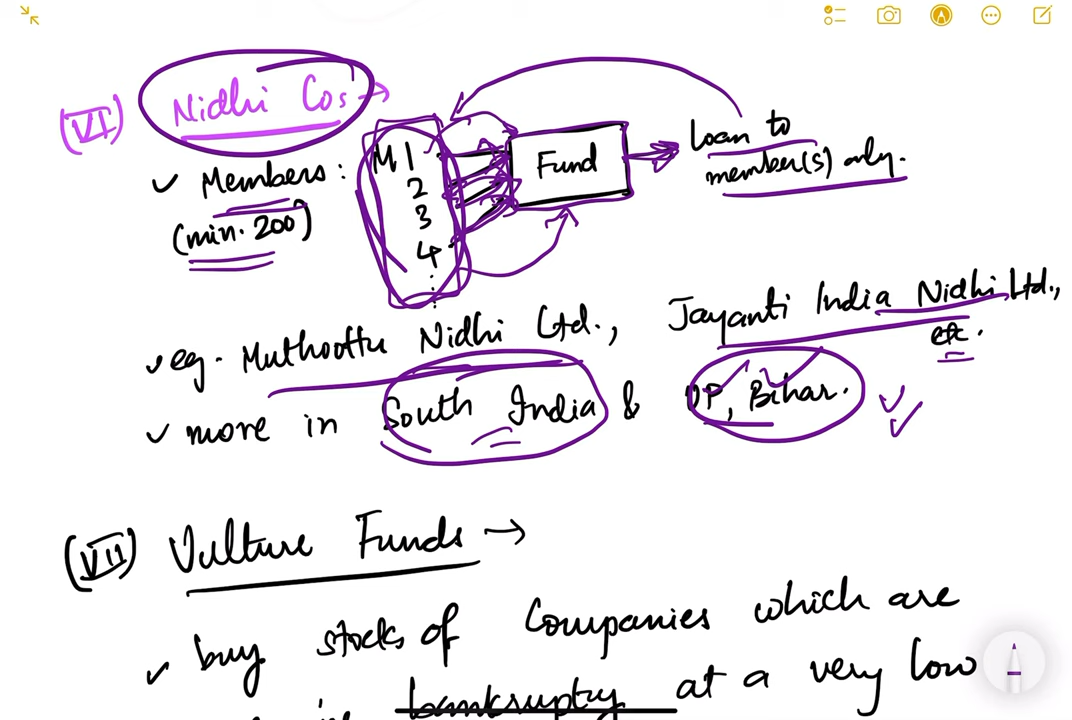 (VI) Nidhi Cos →
✓ Members :
(min. 200)
M 1
2
3
4
Fund
Loan to
member(s) only.
✓ eg. Muthoottu Nidhi Ltd., Jayanti India Nidhi Ltd.,
etc.
✓ more in South India & UP, Bihar.
(VII) Vulture Funds →
✓ buy stocks of Companies which are
bankruptcy at a very low